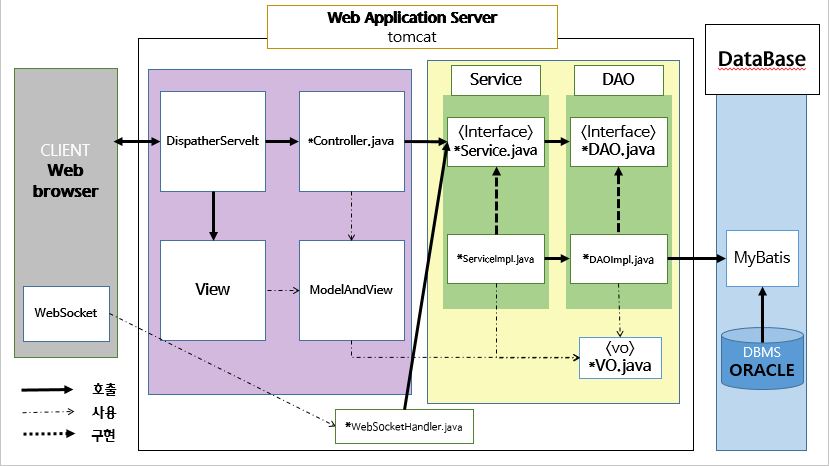 Web Application Server
tomcat
DataBase
Service
DAO
CLIENT
Web
browser
DispatherServelt
*Controller.java
〈Interface〉
*Service.java
〈Interface〉
*DAO.java
View
ModelAndView
*ServiceImpl.java
*DAOImpl.java
MyBatis
WebSocket
〈vo〉
*VO.java
DBMS
ORACLE
호출
사용
구현
*WebSocketHandler.java